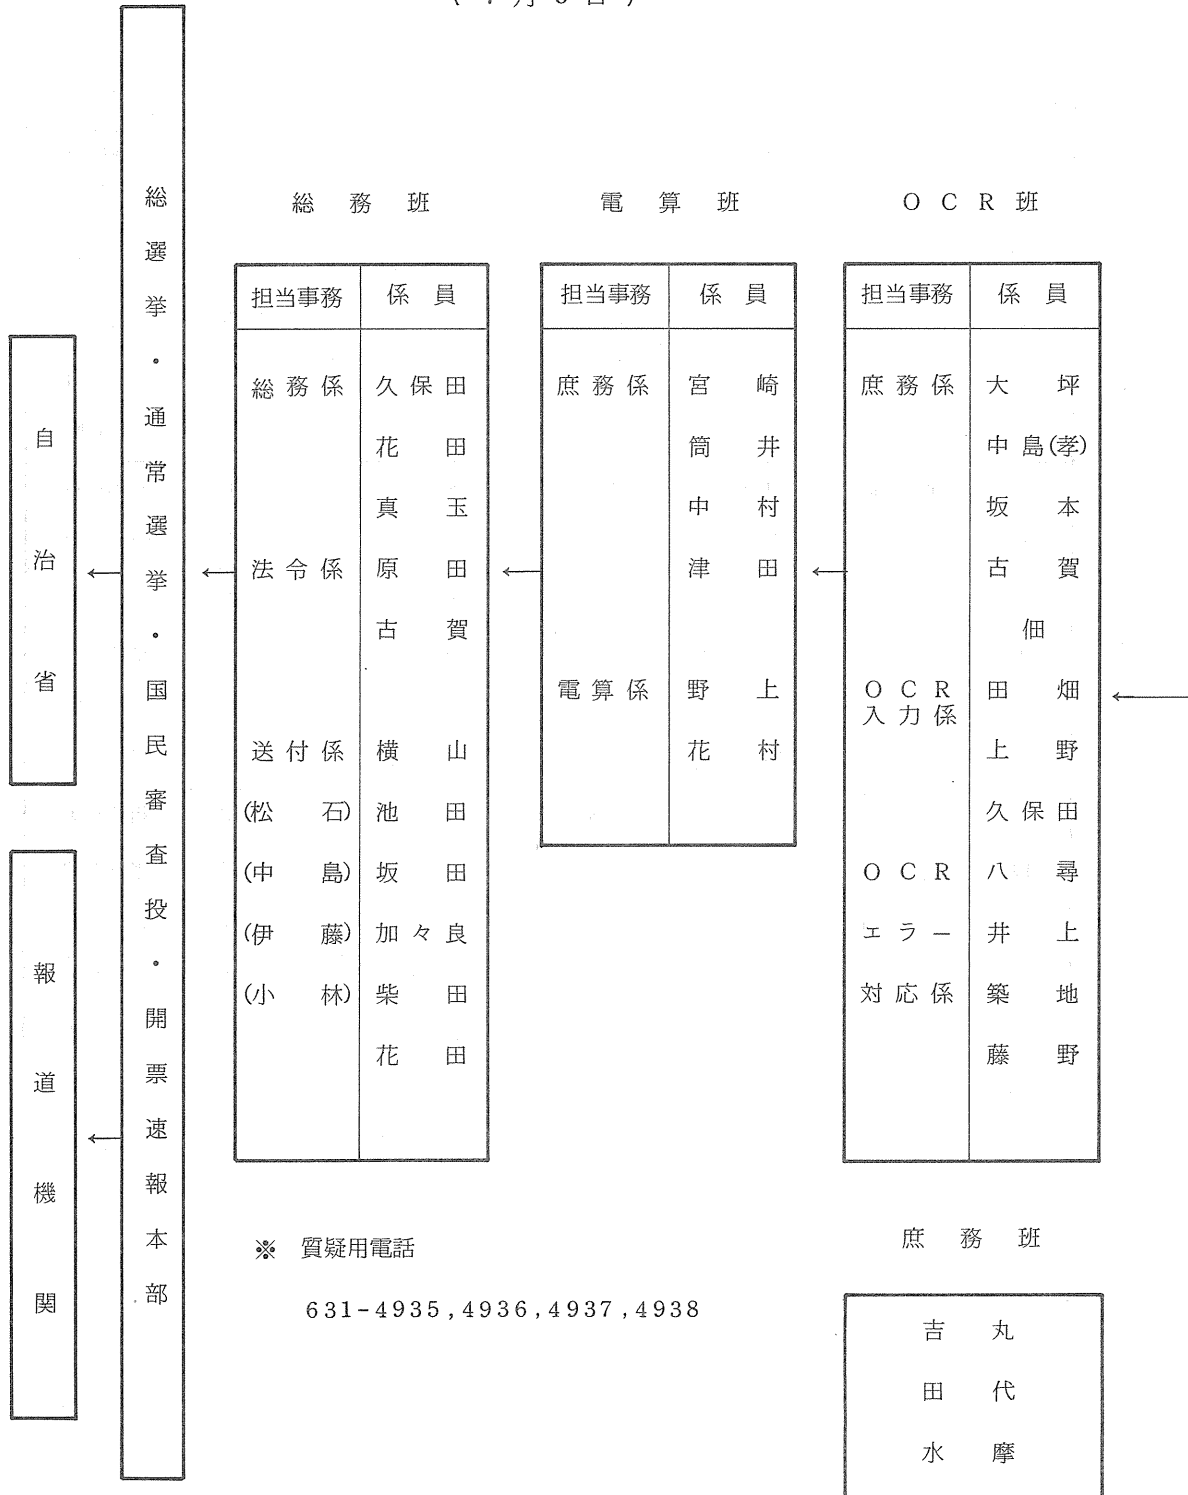 総選挙・通常選挙・国民審査投・開票速報本部
自治省
報道機関
総務班
担当事務 係員
総務係 久保田
花田
真玉
法令係 原田
古賀
送付係 横山
(松石) 池田
(中島) 坂田
(伊藤) 加々良
(小林) 柴田
花田
電算班
担当事務 係員
庶務係 宮崎
筒井
中村
津田
電算係 野上
花村
OCR班
担当事務 係員
庶務係 大坪
中島(孝)
坂本
古賀
佃
OCR 田畑
入力係
上野
久保田
OCR 八尋
エラー 井上
対応係 築地
藤野
※ 質疑用電話
631-4935,4936,4937,4938
庶務班
吉丸
田代
水摩